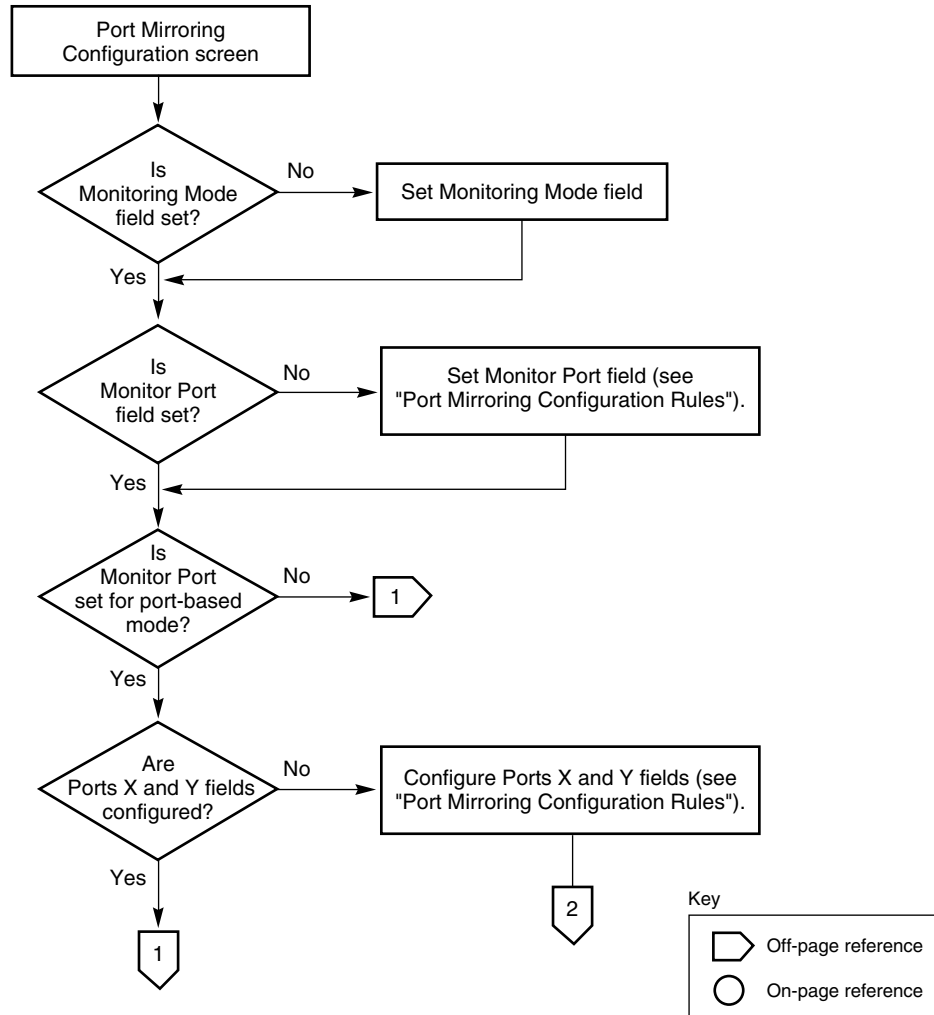 Port Mirroring
Configuration screen
Is
Monitoring Mode
field set?
No
Set Monitoring Mode field
Yes
Is
Monitor Port
field set?
No
Set Monitor Port field (see
"Port Mirroring Configuration Rules").
Yes
Is
Monitor Port
set for port-based
mode?
No
1
Yes
Are
Ports X and Y fields
configured?
No
Configure Ports X and Y fields (see
"Port Mirroring Configuration Rules").
Yes
1
2
Key
Off-page reference
On-page reference